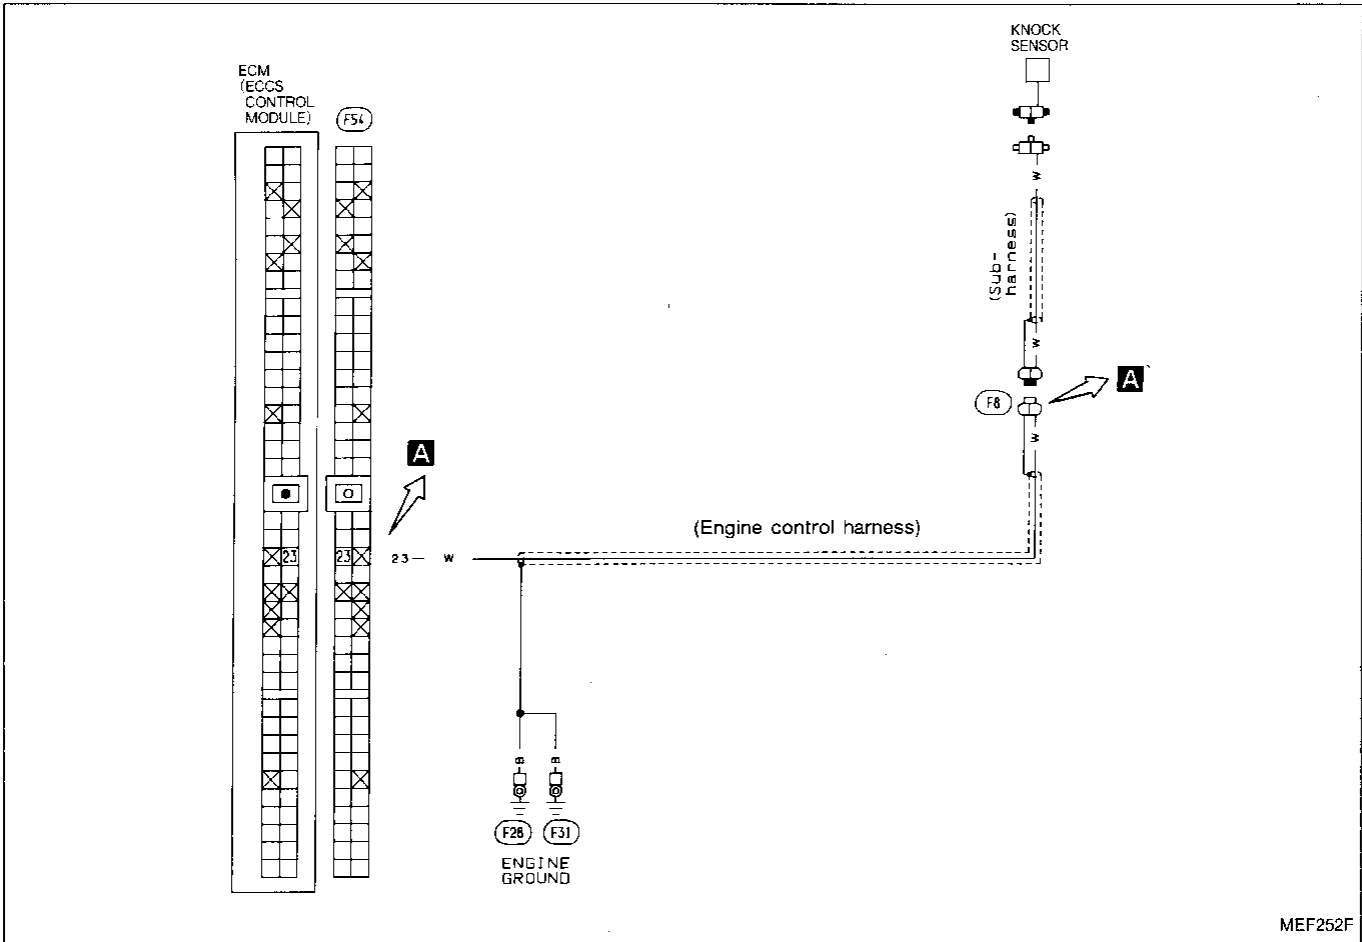 KNOCK
SENSOR
ECM
(ECCS
CONTROL
MODULE)
F54
W
(Sub-
harness)
W
A
F8
W
A
(Engine control harness)
23
23
23 — W
B
B
F26
F31
ENGINE
GROUND
MEF252F